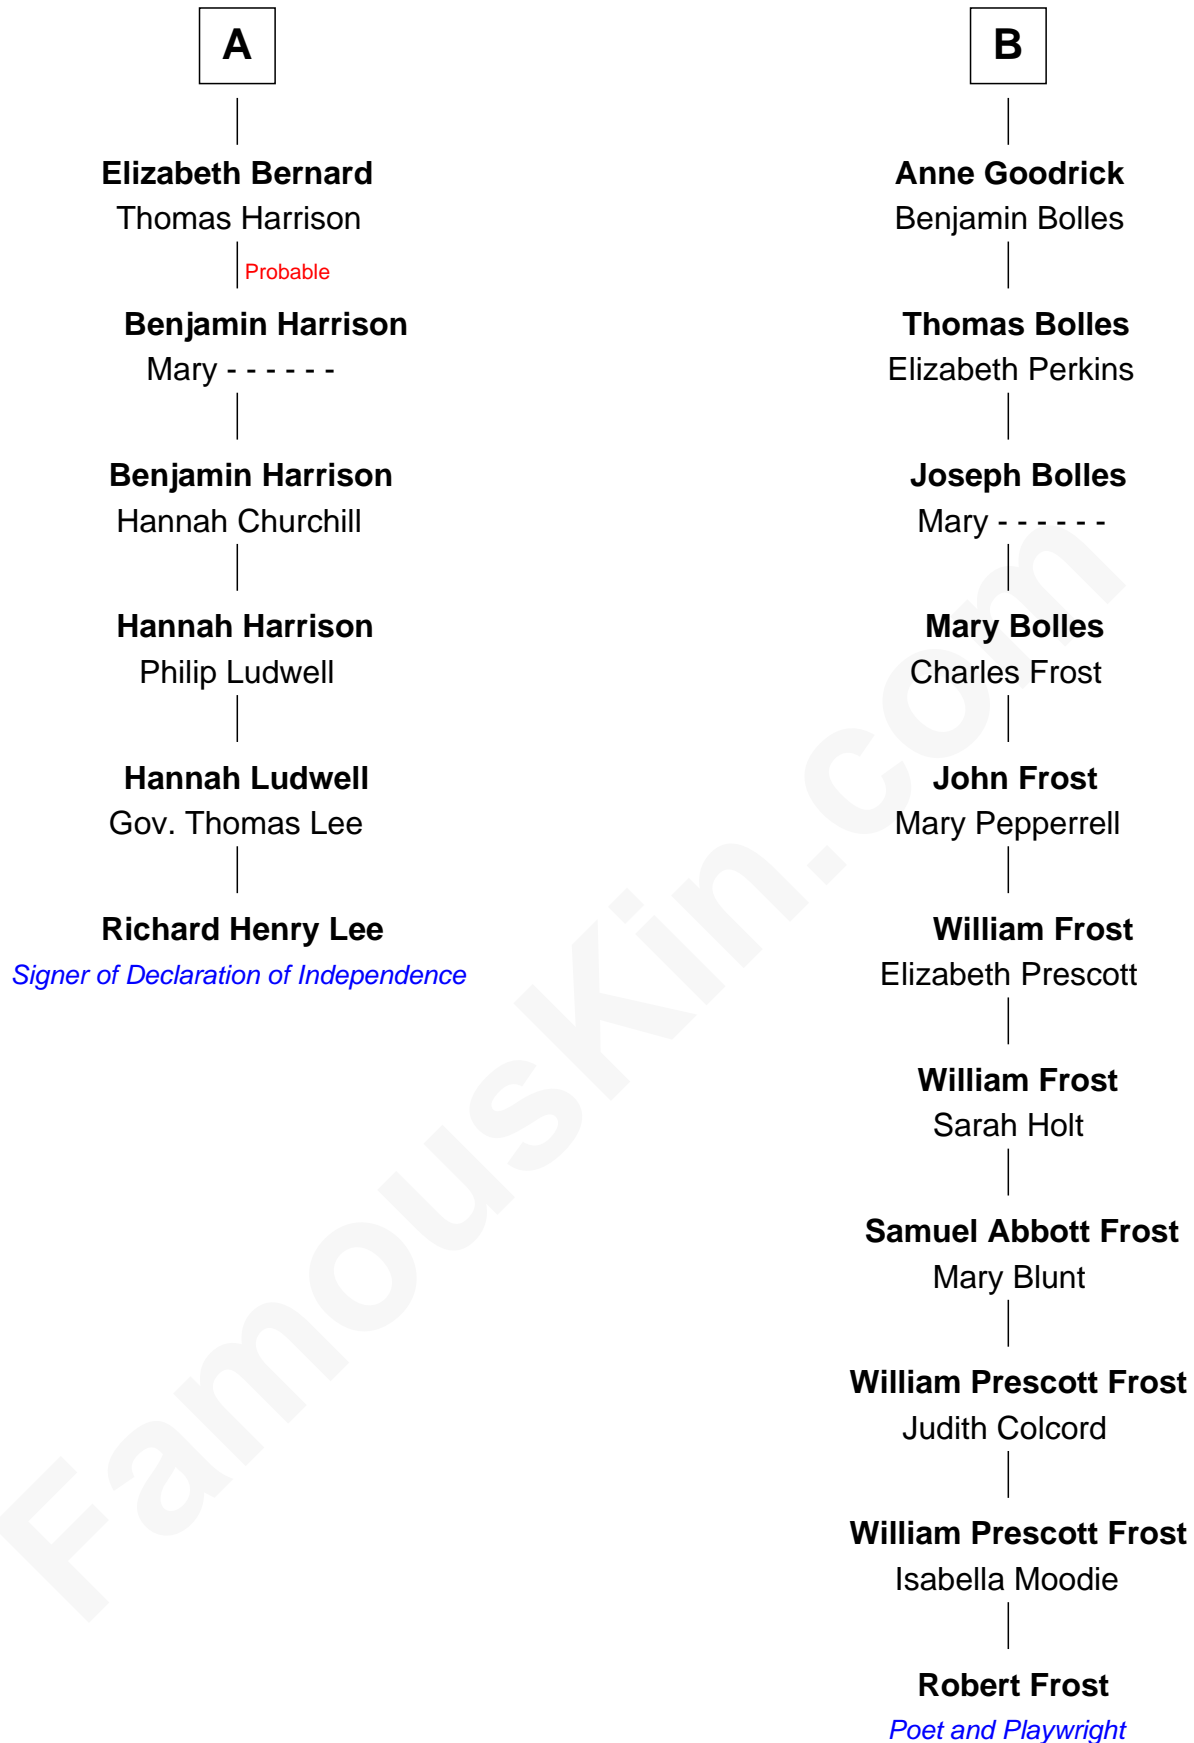 A
Elizabeth Bernard
Thomas Harrison
Probable
Benjamin Harrison
Mary - - - - - -
Benjamin Harrison
Hannah Churchill
Hannah Harrison
Philip Ludwell
Hannah Ludwell
Gov. Thomas Lee
Richard Henry Lee
Signer of Declaration of Independence
B
Anne Goodrick
Benjamin Bolles
Thomas Bolles
Elizabeth Perkins
Joseph Bolles
Mary - - - - - -
Mary Bolles
Charles Frost
John Frost
Mary Pepperrell
William Frost
Elizabeth Prescott
William Frost
Sarah Holt
Samuel Abbott Frost
Mary Blunt
William Prescott Frost
Judith Colcord
William Prescott Frost
Isabella Moodie
Robert Frost
Poet and Playwright
FamousKin.com